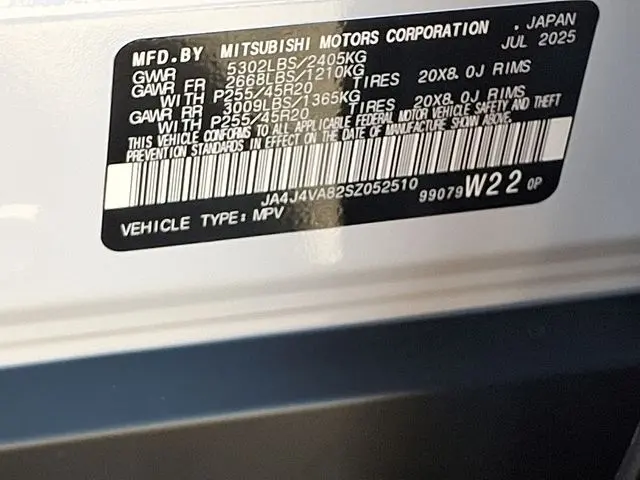 MFD.BY MITSUBISHI MOTORS CORPORATION . JAPAN
JUL 2025
GVWR 5302LBS/2405KG
GAWR FR 2668LBS/1210KG TIRES 20X8.0J RIMS
WITH P255/45R20
GAWR RR 3009LBS/1365KG TIRES 20X8.0J RIMS
WITH P255/45R20
THIS VEHICLE CONFORMS TO ALL APPLICABLE FEDERAL MOTOR VEHICLE SAFETY AND THEFT
PREVENTION STANDARDS IN EFFECT ON THE DATE OF MANUFACTURE SHOWN ABOVE.
JA4J4VA82SZ052510
VEHICLE TYPE: MPV
99079 W22 0P